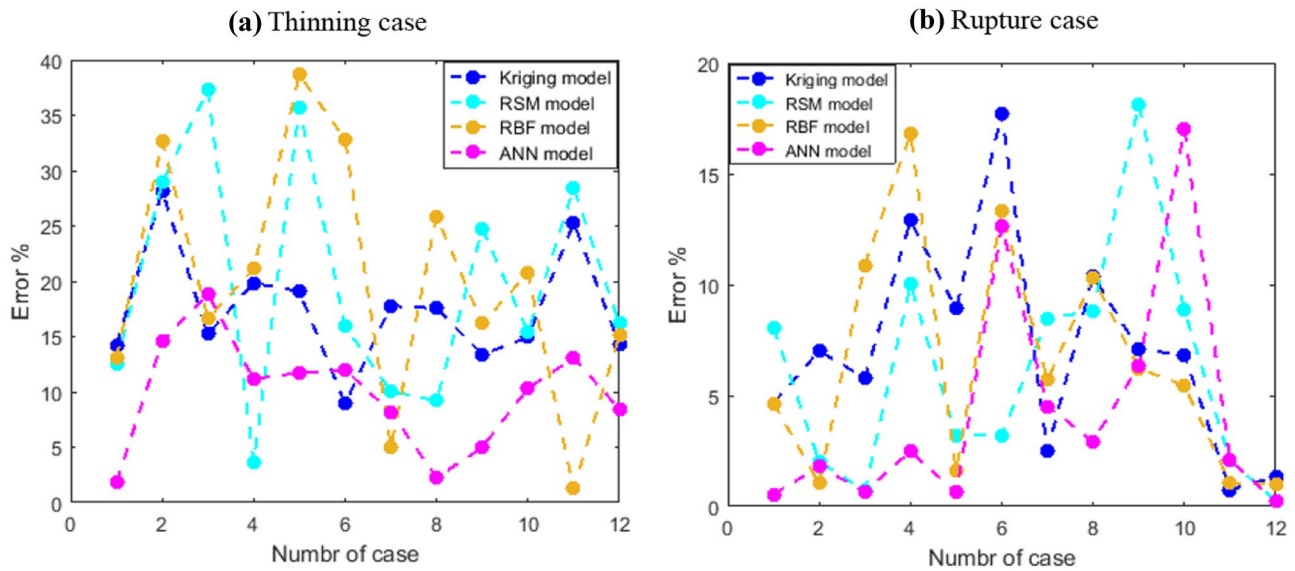 (a) Thinning case
40
35
30
25
20
15
10
5
0
Error %
0 2 4 6 8 10 12
Numbr of case
Kriging model
RSM model
RBF model
ANN model
(b) Rupture case
20
15
10
5
0
Error %
0 2 4 6 8 10 12
Numbr of case
Kriging model
RSM model
RBF model
ANN model